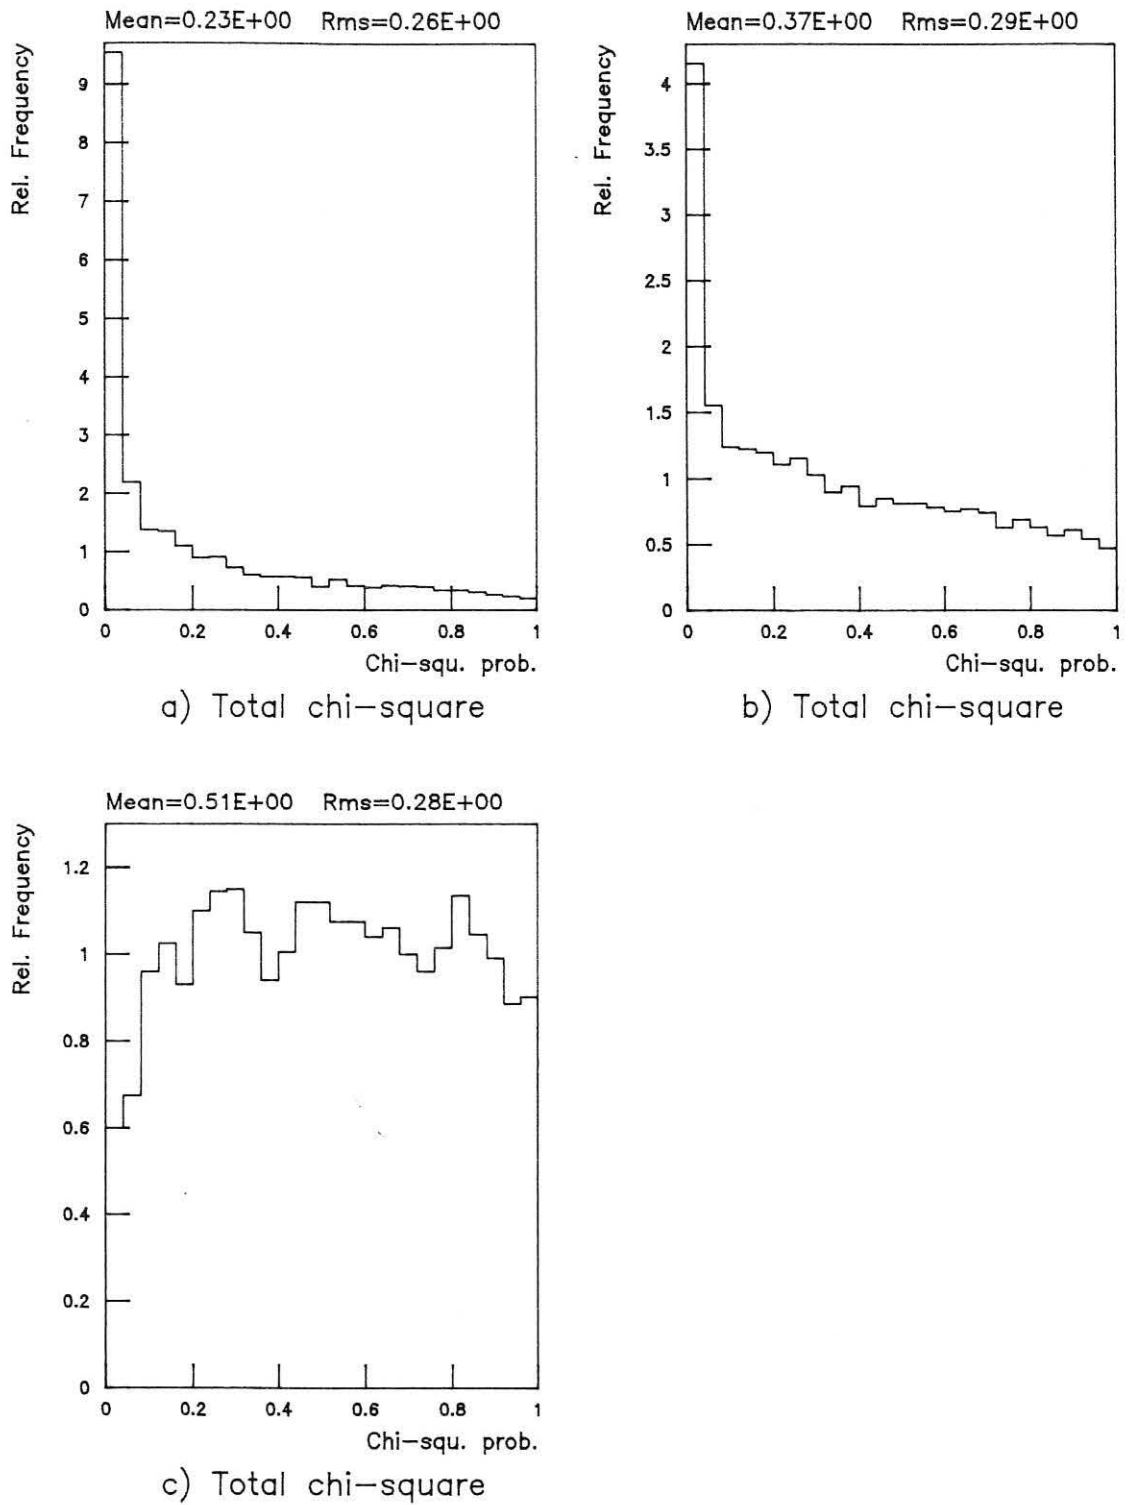 Mean=0.23E+00 Rms=0.26E+00
Rel. Frequency
9
8
7
6
5
4
3
2
1
0
0 0.2 0.4 0.6 0.8 1
Chi-squ. prob.
a) Total chi-square
Mean=0.37E+00 Rms=0.29E+00
Rel. Frequency
4
3.5
3
2.5
2
1.5
1
0.5
0
0 0.2 0.4 0.6 0.8 1
Chi-squ. prob.
b) Total chi-square
Mean=0.51E+00 Rms=0.28E+00
Rel. Frequency
1.2
1
0.8
0.6
0.4
0.2
0
0 0.2 0.4 0.6 0.8 1
Chi-squ. prob.
c) Total chi-square